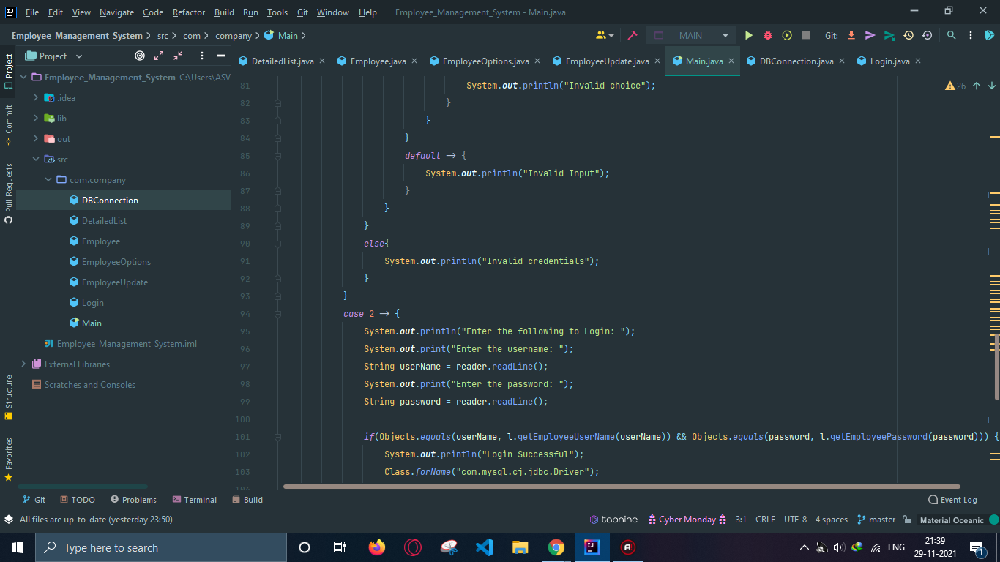 File Edit View Navigate Code Refactor Build Run Tools Git Window Help Employee_Management_System - Main.java
Employee_Management_System src com company Main MAIN Git:
Project
DetailedList.java Employee.java EmployeeOptions.java EmployeeUpdate.java Main.java DBConnection.java Login.java
Employee_Management_System C:\Users\ASV
.idea
lib
out
src
com.company
DBConnection
DetailedList
Employee
EmployeeOptions
EmployeeUpdate
Login
Main
Employee_Management_System.iml
External Libraries
Scratches and Consoles
Project
Commit
Pull Requests
Structure
Favorites
26
81 System.out.println("Invalid choice");
82 }
83 }
84 }
85 default -> {
86 System.out.println("Invalid Input");
87 }
88 }
89 }
90 else{
91 System.out.println("Invalid credentials");
92 }
93 }
94 case 2 -> {
95 System.out.println("Enter the following to Login: ");
96 System.out.print("Enter the username: ");
97 String userName = reader.readLine();
98 System.out.print("Enter the password: ");
99 String password = reader.readLine();
100
101 if(Objects.equals(userName, l.getEmployeeUserName(userName)) && Objects.equals(password, l.getEmployeePassword(password))) {
102 System.out.println("Login Successful");
103 Class.forName("com.mysql.cj.jdbc.Driver");
Git TODO Problems Terminal Build Event Log
All files are up-to-date (yesterday 23:50) tabnine Cyber Monday 3:1 CRLF UTF-8 4 spaces master Material Oceanic
Type here to search ENG 21:39
29-11-2021
1